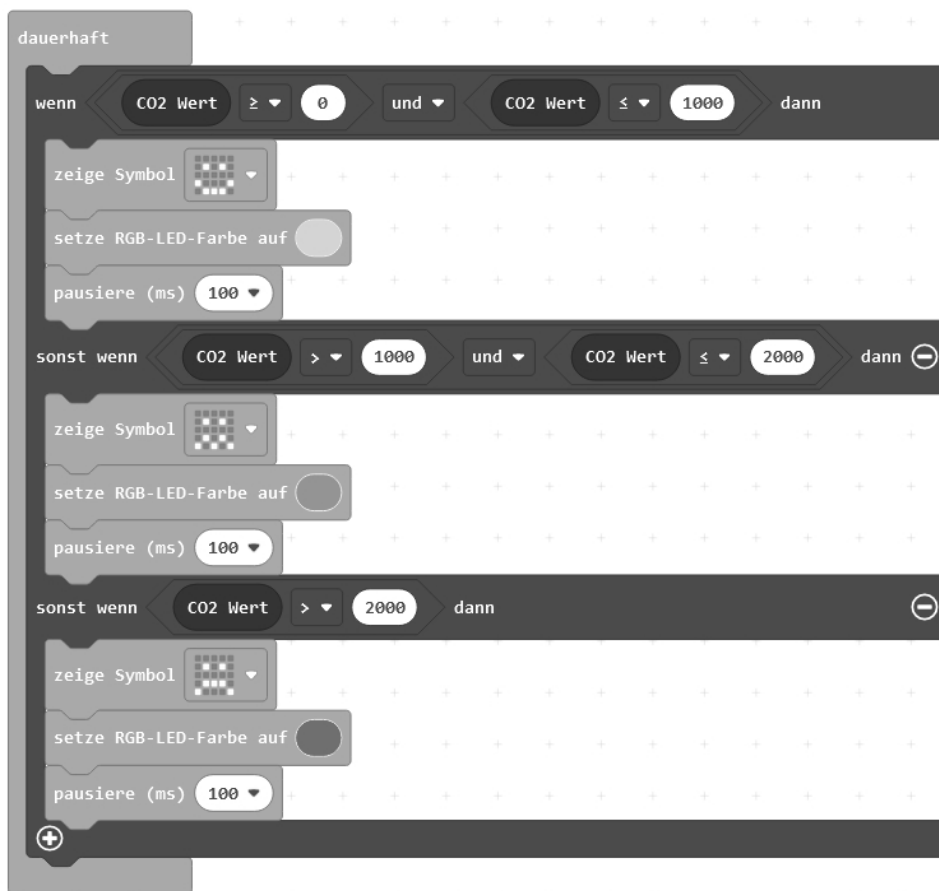 dauerhaft
wenn CO2 Wert ≥ 0 und CO2 Wert ≤ 1000 dann
zeige Symbol
setze RGB-LED-Farbe auf
pausiere (ms) 100
sonst wenn CO2 Wert > 1000 und CO2 Wert ≤ 2000 dann
zeige Symbol
setze RGB-LED-Farbe auf
pausiere (ms) 100
sonst wenn CO2 Wert > 2000 dann
zeige Symbol
setze RGB-LED-Farbe auf
pausiere (ms) 100